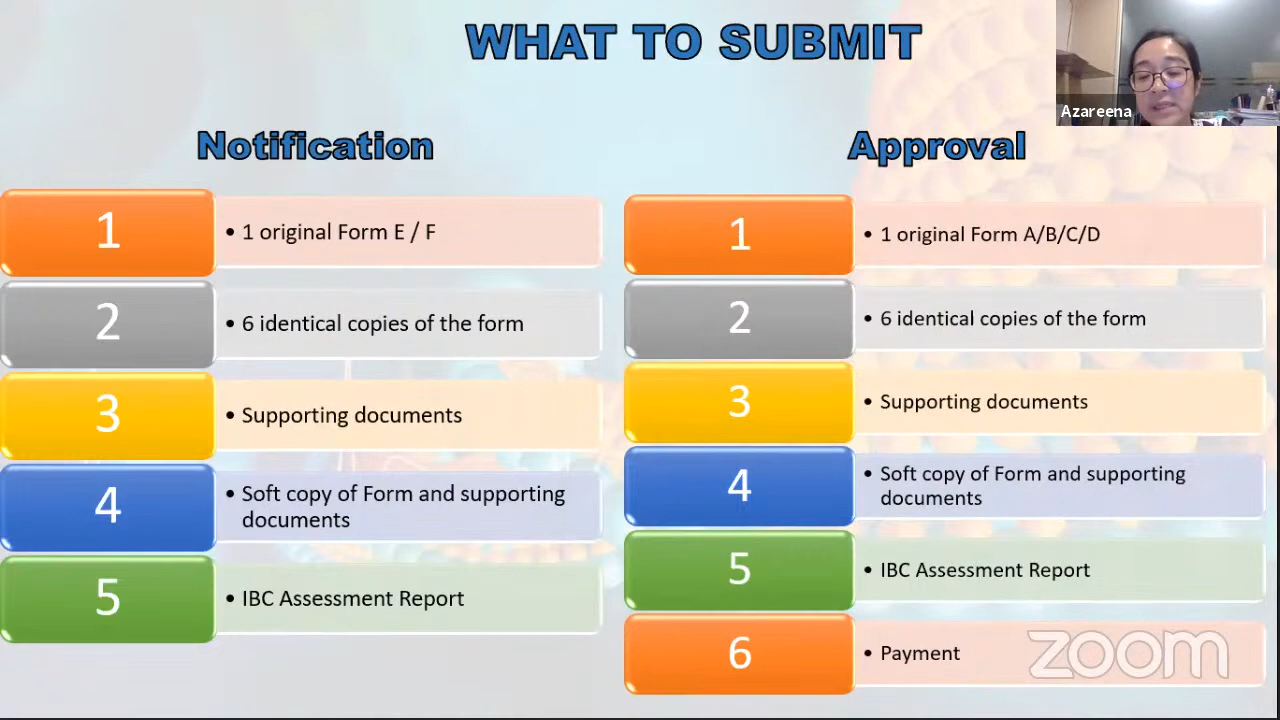 WHAT TO SUBMIT
Azareena
Notification
1
• 1 original Form E / F
2
• 6 identical copies of the form
3
• Supporting documents
4
• Soft copy of Form and supporting
documents
5
• IBC Assessment Report
Approval
1
• 1 original Form A/B/C/D
2
• 6 identical copies of the form
3
• Supporting documents
4
• Soft copy of Form and supporting
documents
5
• IBC Assessment Report
6
• Payment
zoom